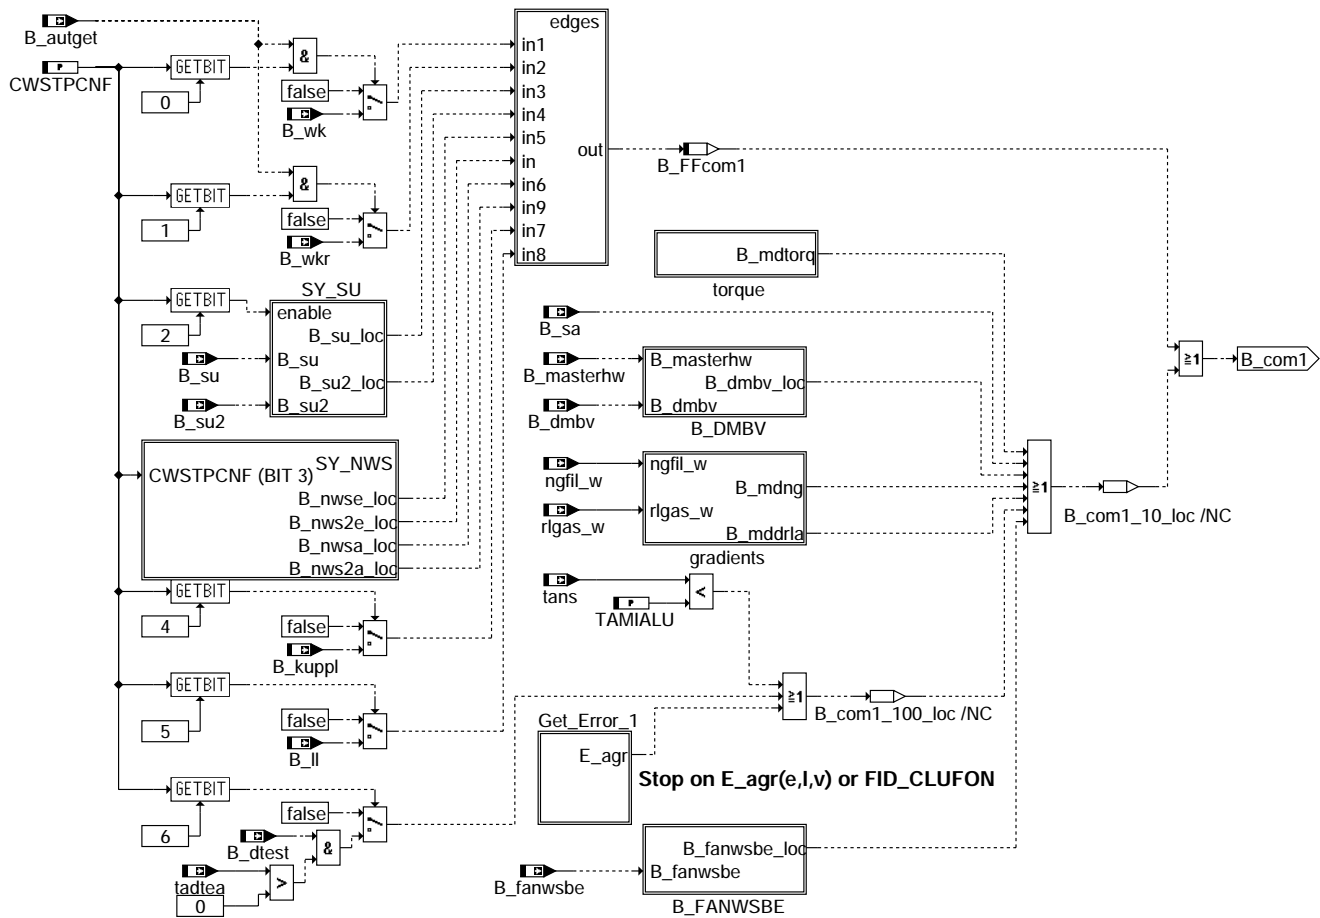 B_autget
P
CWSTPCNF
GETBIT
0
&
false
B_wk
GETBIT
1
&
false
B_wkr
GETBIT
2
SY_SU
enable
B_su_loc
B_su
B_su2_loc
B_su2
B_su
B_su2
SY_NWS
CWSTPCNF (BIT 3)
B_nwse_loc
B_nws2e_loc
B_nwsa_loc
B_nws2a_loc
GETBIT
4
false
B_kuppl
GETBIT
5
false
B_ll
GETBIT
6
false
B_dtest
&
tadtea
>
0
edges
in1
in2
in3
in4
in5
in
in6
in9
in7
in8
out
B_FFcom1
B_mdtorq
torque
B_sa
B_masterhw
B_dmbv
B_masterhw
B_dmbv_loc
B_dmbv
B_DMBV
ngfil_w
rlgas_w
ngfil_w
B_mdng
rlgas_w
B_mddrla
gradients
tans
P
TAMIALU
<
≧1
B_com1_100_loc /NC
Get_Error_1
E_agr
Stop on E_agr(e,l,v) or FID_CLUFON
B_fanwsbe
B_fanwsbe_loc
B_fanwsbe
B_FANWSBE
≧1
B_com1_10_loc /NC
≧1
B_com1